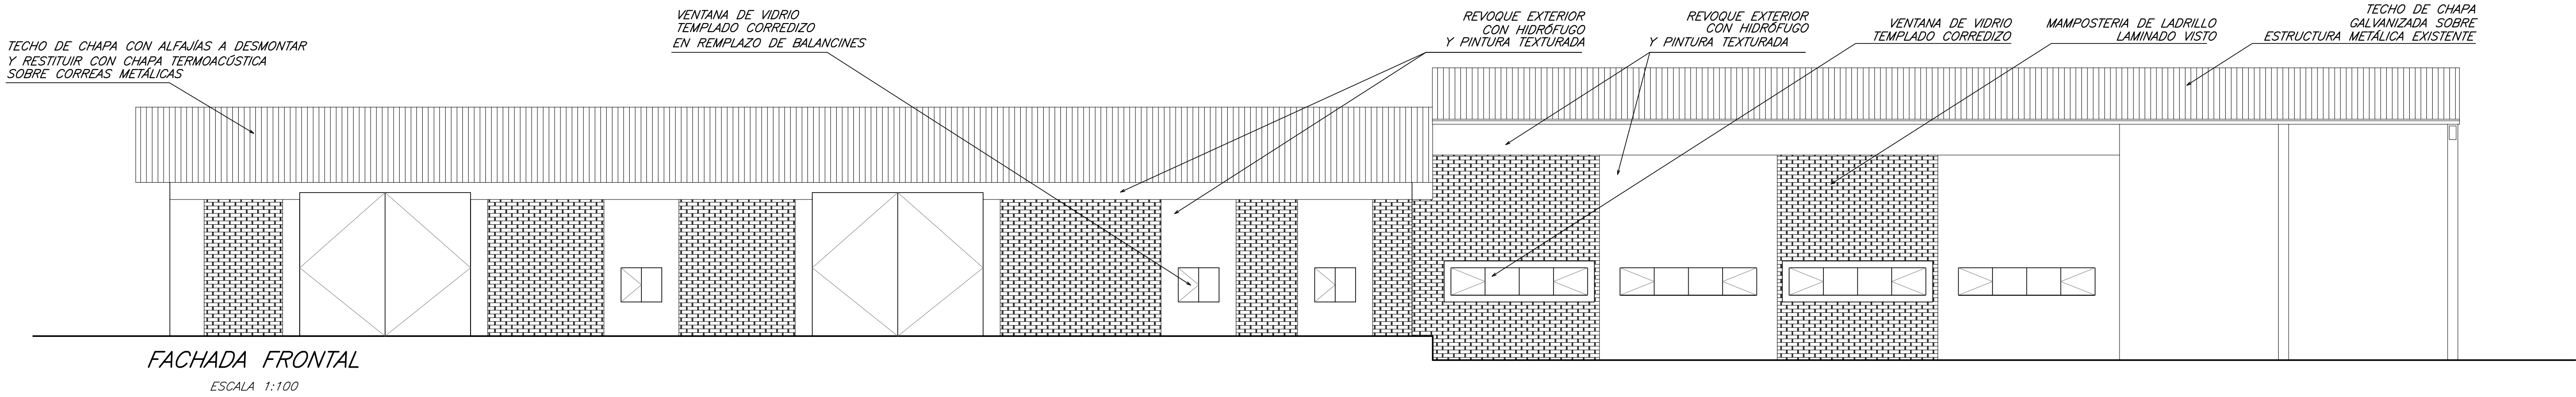 TECHO DE CHAPA CON ALFAJÍAS A DESMONTAR
Y RESTITUIR CON CHAPA TERMOACÚSTICA
SOBRE CORREAS METÁLICAS
VENTANA DE VIDRIO
TEMPLADO CORREDIZO
EN REMPLAZO DE BALANCINES
REVOQUE EXTERIOR
CON HIDRÓFUGO
Y PINTURA TEXTURADA
REVOQUE EXTERIOR
CON HIDRÓFUGO
Y PINTURA TEXTURADA
VENTANA DE VIDRIO
TEMPLADO CORREDIZO
MAMPOSTERIA DE LADRILLO
LAMINADO VISTO
TECHO DE CHAPA
GALVANIZADA SOBRE
ESTRUCTURA METÁLICA EXISTENTE
FACHADA FRONTAL
ESCALA 1:100